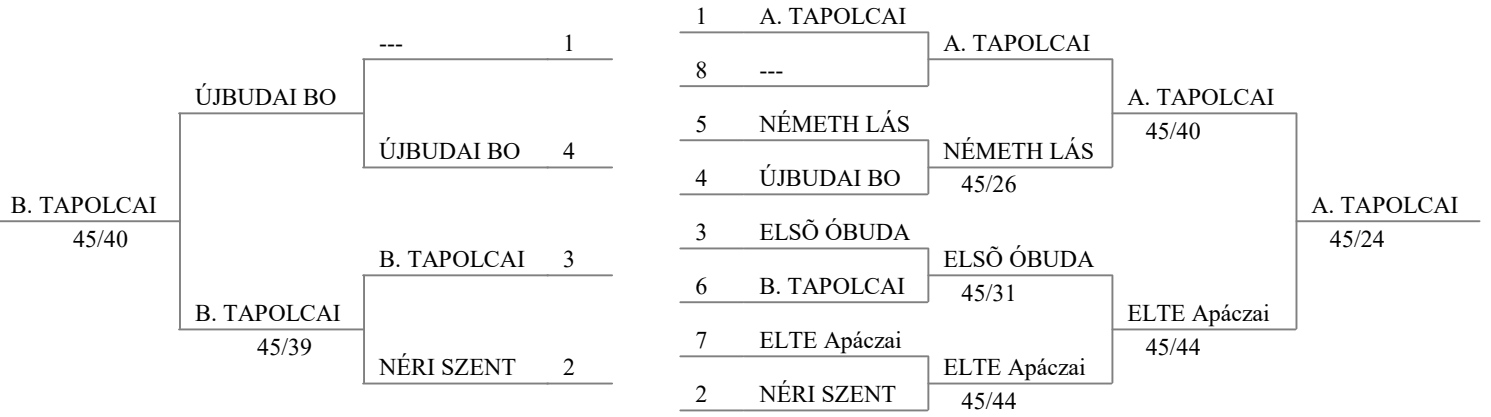 1 A. TAPOLCAI
--- 1 A. TAPOLCAI
8 ---
ÚJBUDAI BO A. TAPOLCAI
5 NÉMETH LÁS 45/40
ÚJBUDAI BO 4 NÉMETH LÁS
4 ÚJBUDAI BO 45/26
B. TAPOLCAI A. TAPOLCAI
45/40 3 ELSÕ ÓBUDA 45/24
B. TAPOLCAI 3 ELSÕ ÓBUDA
6 B. TAPOLCAI 45/31
B. TAPOLCAI ELTE Apáczai
45/39 7 ELTE Apáczai 45/44
NÉRI SZENT 2 ELTE Apáczai
2 NÉRI SZENT 45/44